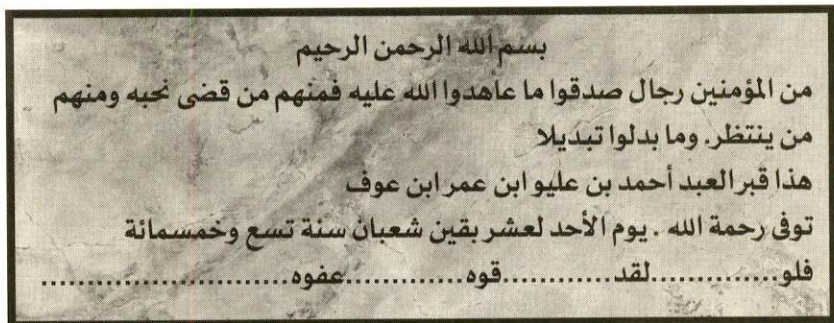 بسم الله الرحمن الرحيم
من المؤمنين رجال صدقوا ما عاهدوا الله عليه فمنهم من قضى نحبه ومنهم
من ينتظر. وما بدلوا تبديلا
هذا قبر العبد أحمد بن عليو ابن عمر ابن عوف
توفى رحمة الله . يوم الأحد لعشر بقين شعبان سنة تسع وخمسمائة
فلو...............لقد............قوه..............عفوه............................